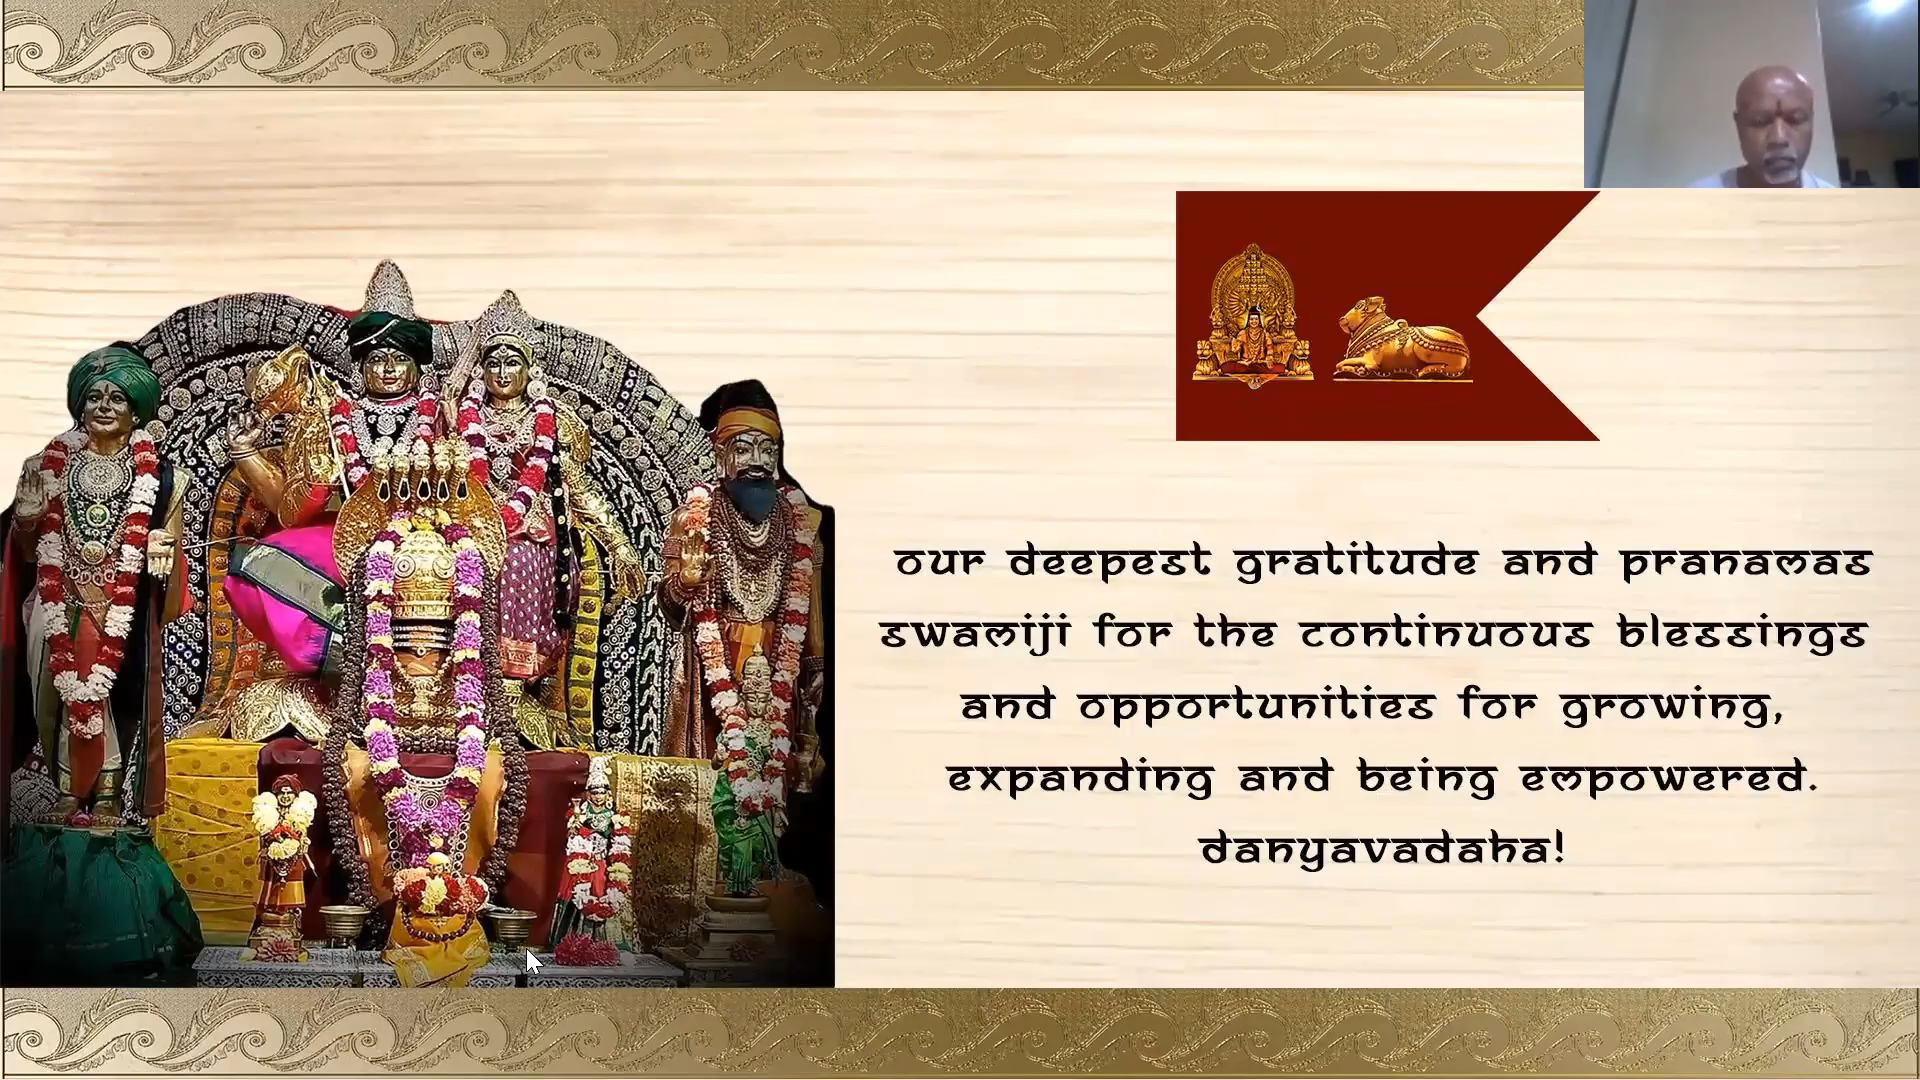 our deepest gratitude and pranamas
swamiji for the continuous blessings
and opportunities for growing,
expanding and being empowered.
danyavadaha!